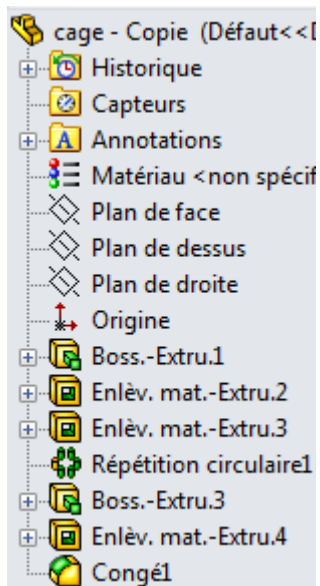 cage - Copie (Défaut<<D
Historique
Capteurs
Annotations
Matériau <non spécif
Plan de face
Plan de dessus
Plan de droite
Origine
Boss.-Extru.1
Enlèv. mat.-Extru.2
Enlèv. mat.-Extru.3
Répétition circulaire1
Boss.-Extru.3
Enlèv. mat.-Extru.4
Congé1